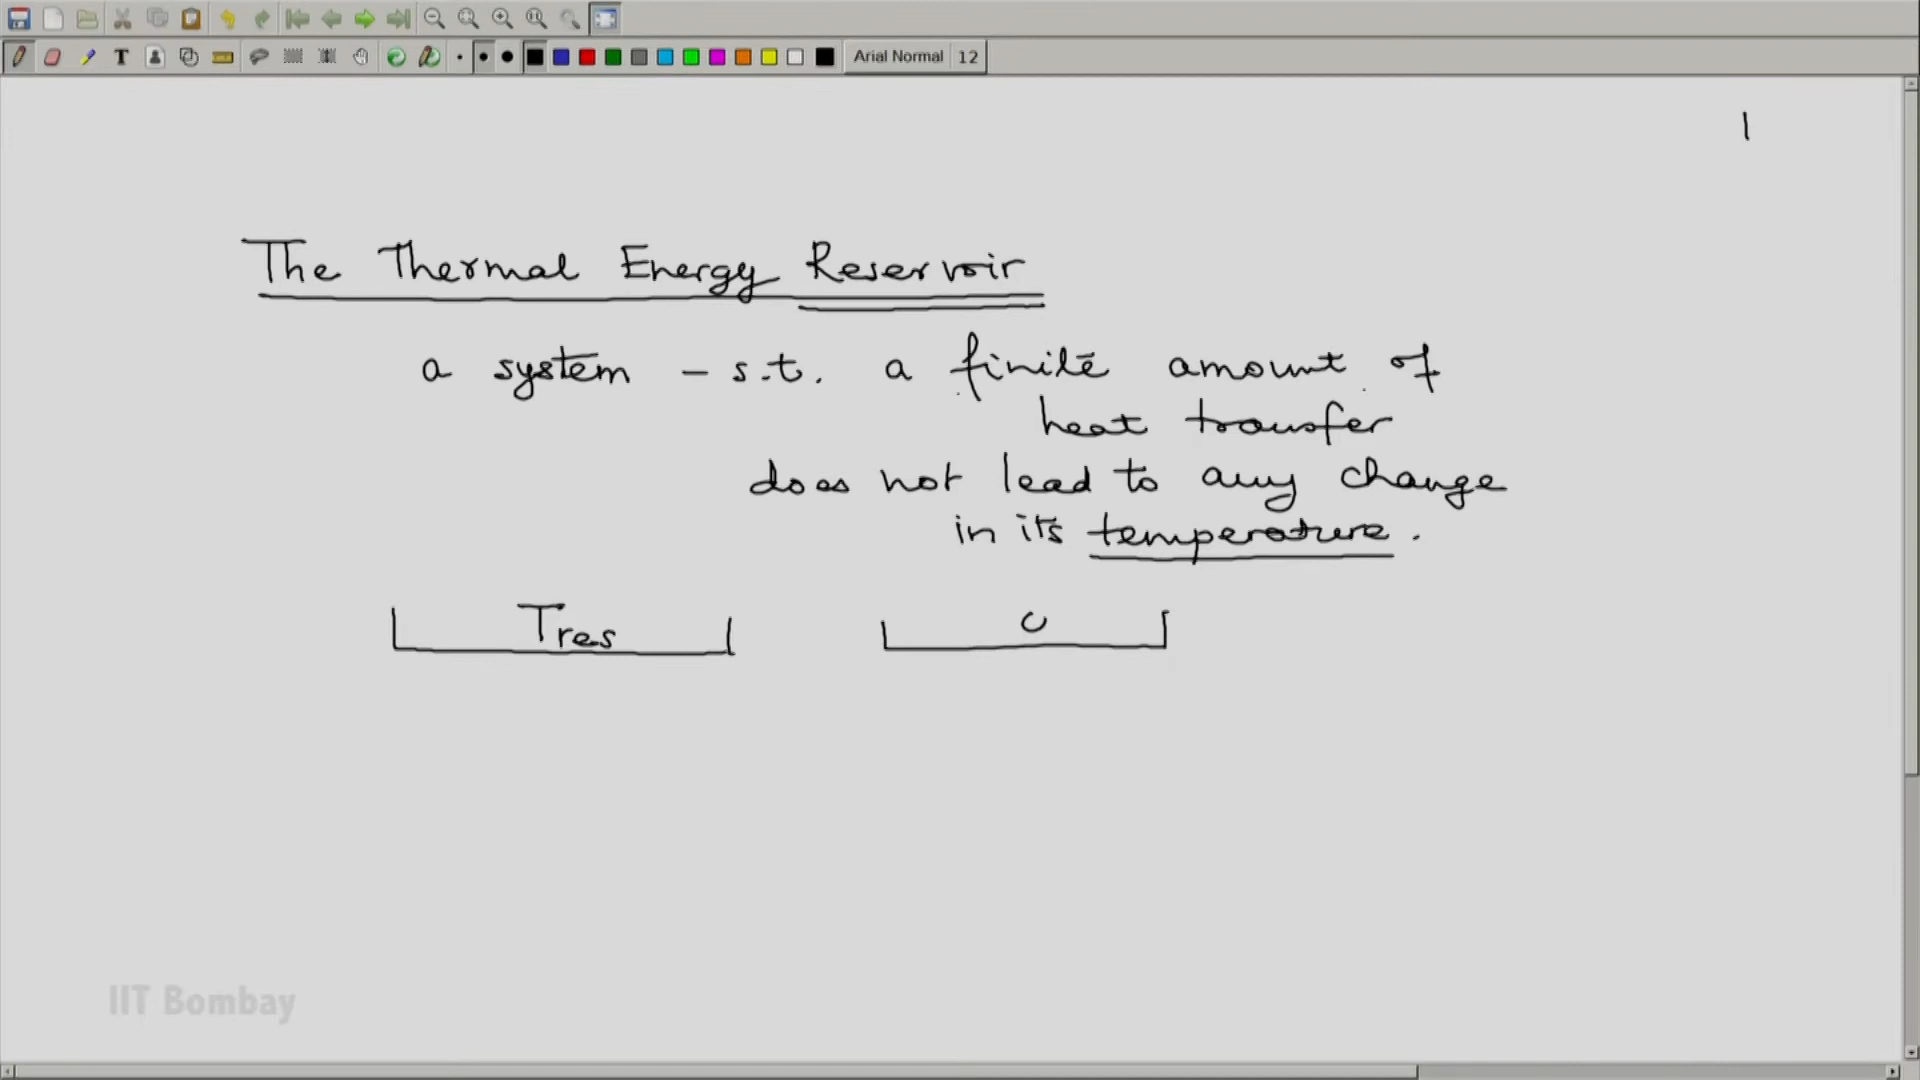 Arial Normal 12
1
The Thermal Energy Reservoir
a system - s.t. a finite amount of
heat transfer
does not lead to any change
in its temperature.
Tres
IIT Bombay